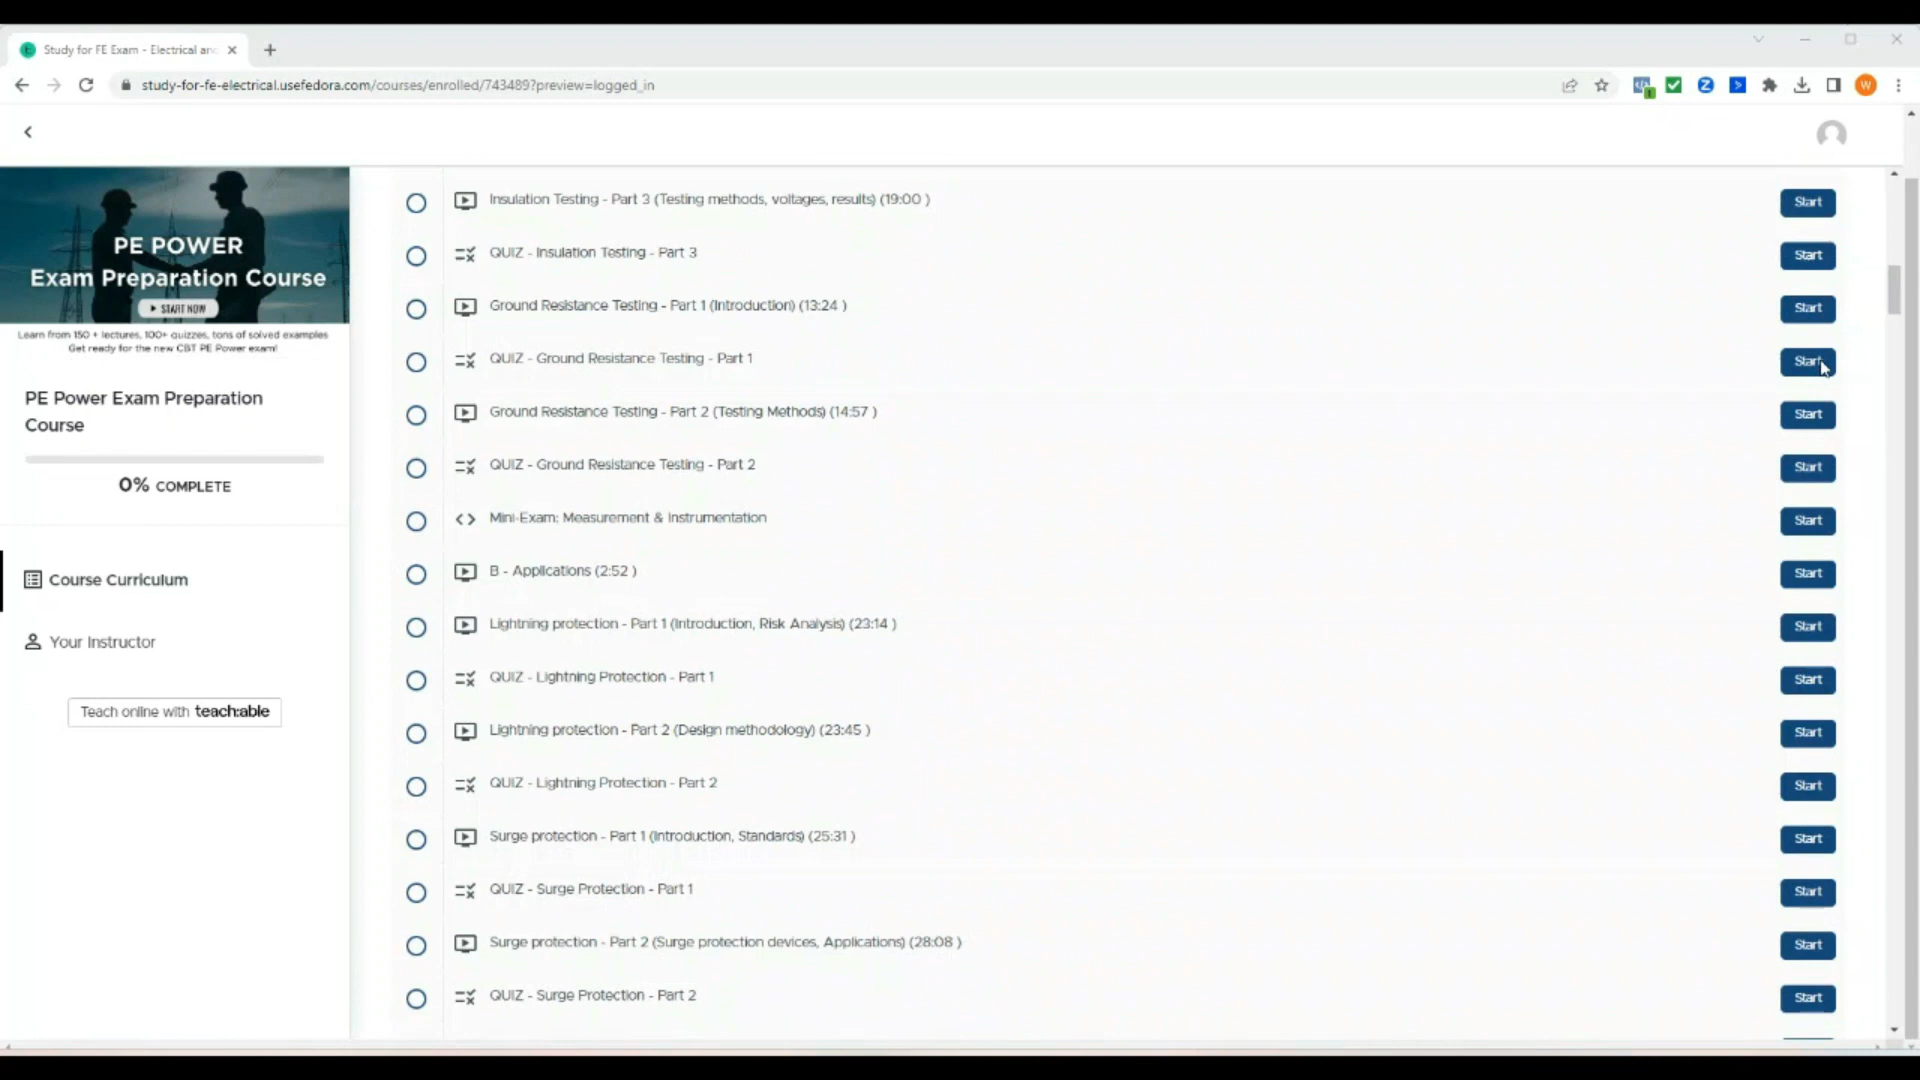 Study for FE Exam - Electrical an
study-for-fe-electrical.usefedora.com/courses/enrolled/743489?preview=logged_in
W
PE POWER
Exam Preparation Course
START NOW
Learn from 150 + lectures, 100+ quizzes, tons of solved examples
Get ready for the new CBT PE Power exam!
PE Power Exam Preparation
Course
0% COMPLETE
Course Curriculum
Your Instructor
Teach online with teach:able
Insulation Testing - Part 3 (Testing methods, voltages, results) (19:00 )
Start
QUIZ - Insulation Testing - Part 3
Start
Ground Resistance Testing - Part 1 (Introduction) (13:24 )
Start
QUIZ - Ground Resistance Testing - Part 1
Start
Ground Resistance Testing - Part 2 (Testing Methods) (14:57 )
Start
QUIZ - Ground Resistance Testing - Part 2
Start
Mini-Exam: Measurement & Instrumentation
Start
B - Applications (2:52 )
Start
Lightning protection - Part 1 (Introduction, Risk Analysis) (23:14 )
Start
QUIZ - Lightning Protection - Part 1
Start
Lightning protection - Part 2 (Design methodology) (23:45 )
Start
QUIZ - Lightning Protection - Part 2
Start
Surge protection - Part 1 (Introduction, Standards) (25:31 )
Start
QUIZ - Surge Protection - Part 1
Start
Surge protection - Part 2 (Surge protection devices, Applications) (28:08 )
Start
QUIZ - Surge Protection - Part 2
Start